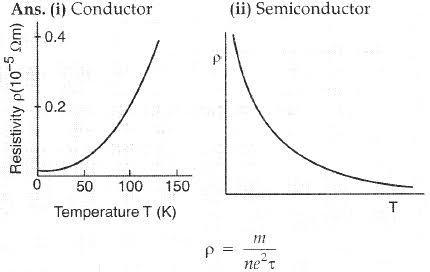 Ans. (i) Conductor (ii) Semiconductor
Resistivity ρ(10⁻⁵ Ωm)
0.4
0.2
0 50 100 150
Temperature T (K)
ρ
T
ρ = m / ne²τ